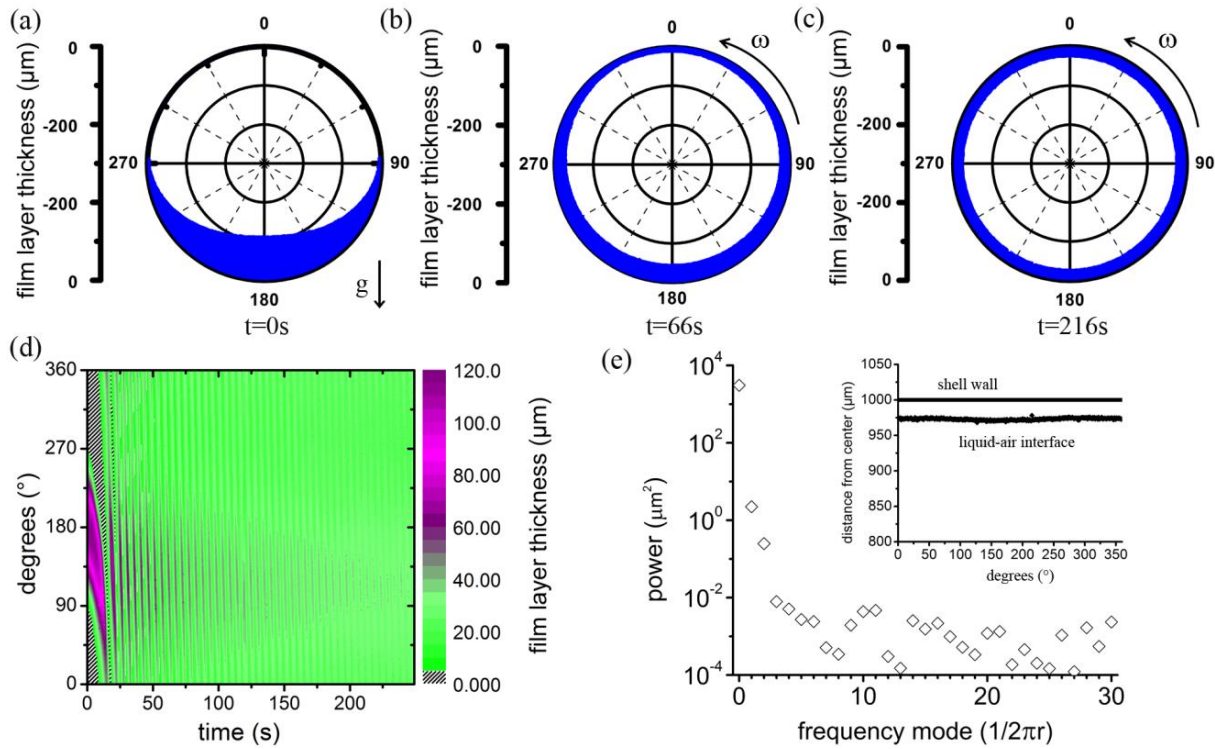 (a)
film layer thickness (μm)
0
-200
-200
0
0
270
90
180
g
t=0s
(b)
film layer thickness (μm)
0
-200
-200
0
0
ω
270
90
180
t=66s
(c)
film layer thickness (μm)
0
-200
-200
0
0
ω
270
90
180
t=216s
(d)
degrees (°)
360
270
180
90
0
0
50
100
150
200
time (s)
120.0
100.0
80.00
60.00
40.00
20.00
0.000
film layer thickness (μm)
(e)
power (μm²)
10⁴
10²
10⁰
10⁻²
10⁻⁴
0
10
20
30
frequency mode (1/2πr)
distance from center (μm)
1050
1000
950
900
850
800
shell wall
liquid-air interface
0
50
100
150
200
250
300
350
degrees (°)